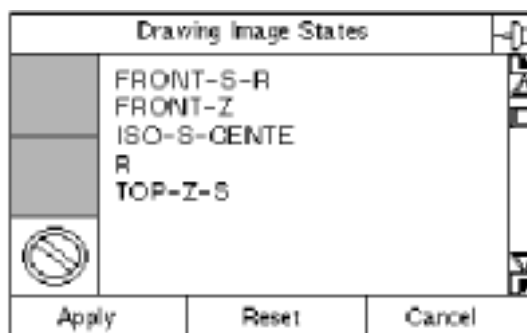 Drawing Image States
FRONT-S-R
FRONT-Z
ISO-S-CENTE
R
TOP-Z-S
Apply Reset Cancel